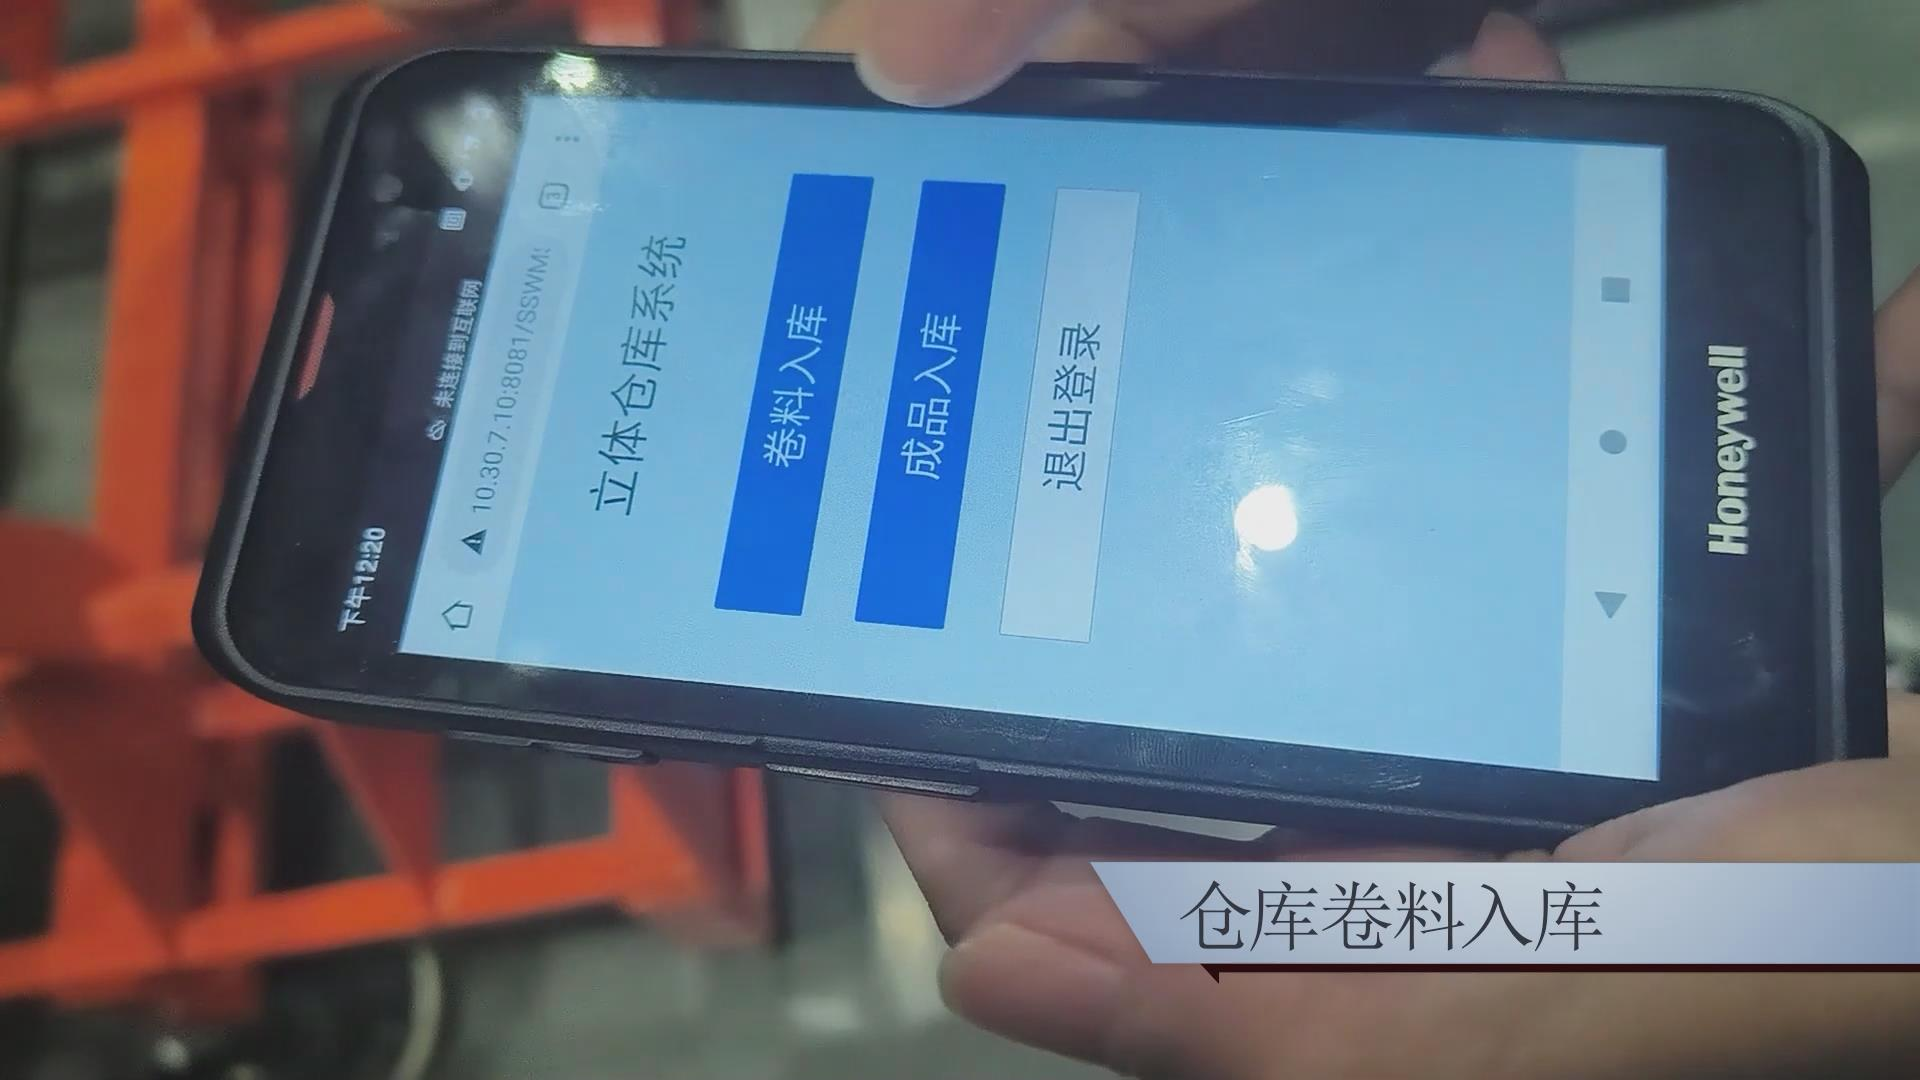 下午12:20
未连接到互联网
10.30.7.10:8081/SSWMS
3
立体仓库系统
卷料入库
成品入库
退出登录
Honeywell
仓库卷料入库